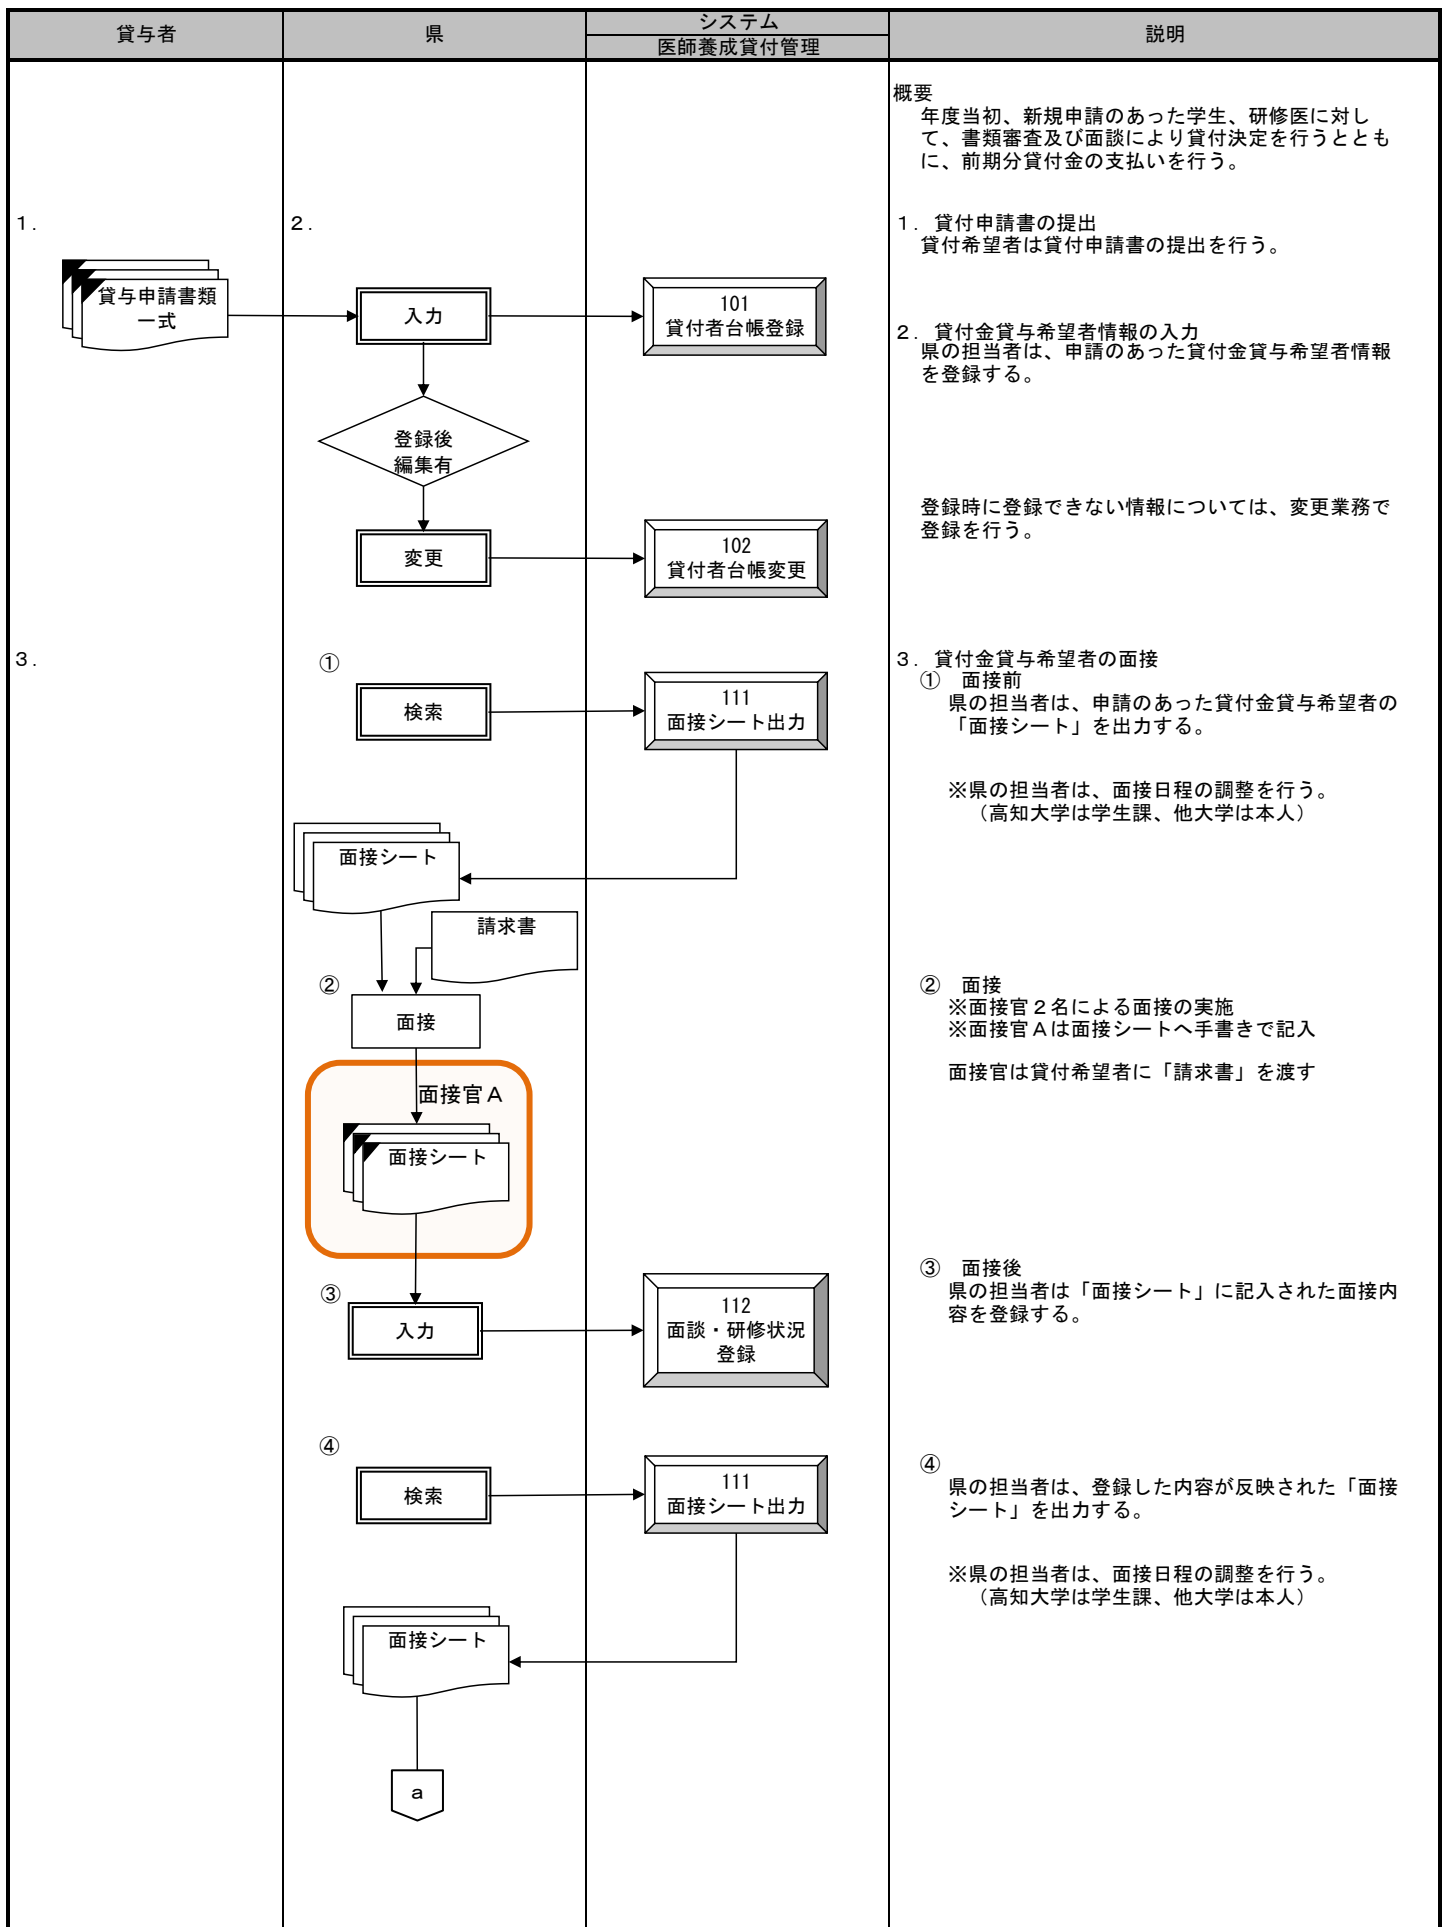 貸与者
県
システム
医師養成貸付管理
説明
概要
年度当初、新規申請のあった学生、研修医に対し
て、書類審査及び面談により貸付決定を行うととも
に、前期分貸付金の支払いを行う。
１．
２．
貸与申請書類
一式
入力
101
貸付者台帳登録
１．貸付申請書の提出
貸付希望者は貸付申請書の提出を行う。
２．貸付金貸与希望者情報の入力
県の担当者は、申請のあった貸付金貸与希望者情報
を登録する。
登録後
編集有
変更
102
貸付者台帳変更
登録時に登録できない情報については、変更業務で
登録を行う。
３．
①
検索
111
面接シート出力
３．貸付金貸与希望者の面接
①　面接前
県の担当者は、申請のあった貸付金貸与希望者の
「面接シート」を出力する。
※県の担当者は、面接日程の調整を行う。
（高知大学は学生課、他大学は本人）
面接シート
請求書
②
面接
②　面接
※面接官２名による面接の実施
※面接官Ａは面接シートへ手書きで記入
面接官は貸付希望者に「請求書」を渡す
面接官Ａ
面接シート
③
入力
112
面談・研修状況
登録
③　面接後
県の担当者は「面接シート」に記入された面接内
容を登録する。
④
検索
111
面接シート出力
④
県の担当者は、登録した内容が反映された「面接
シート」を出力する。
※県の担当者は、面接日程の調整を行う。
（高知大学は学生課、他大学は本人）
面接シート
a